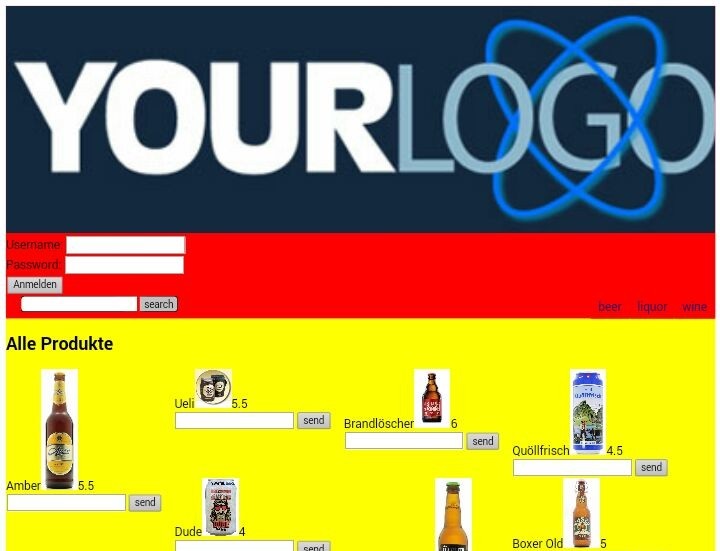 YOURLOGO
Username:
Password:
Anmelden
search
beer liquor wine
Alle Produkte
Amber 5.5
send
Ueli 5.5
send
Brandlöscher 6
send
Quöllfrisch 4.5
send
Dude 4
send
Boxer Old 5